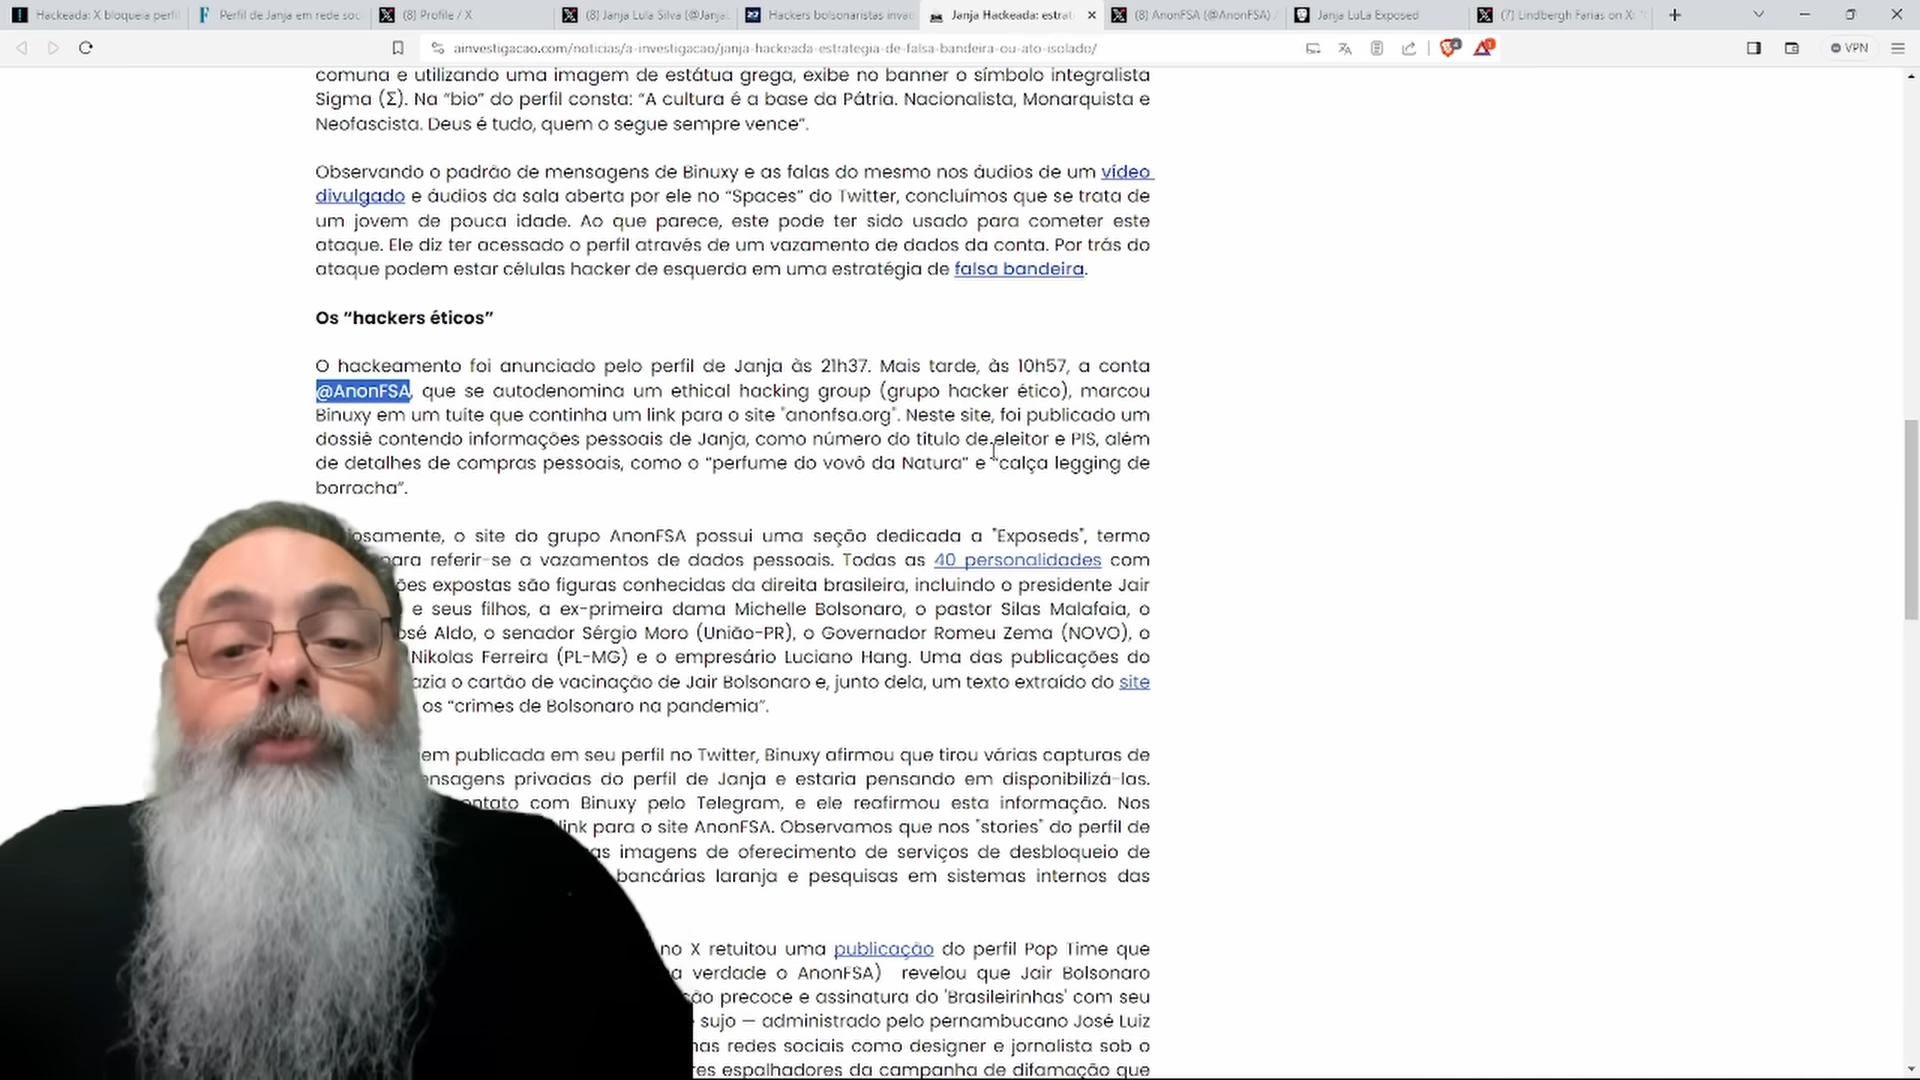 Hackeada: X bloqueia perfil
Perfil de Janja em rede soc
(8) Profile / X
(8) Janja Lula Silva (@Janja
Hackers bolsonaristas inva
Janja Hackeada: estrat
(8) AnonFSA (@AnonFSA) /
Janja LuLa Exposed
(7) Lindbergh Farias on X: "
ainvestigacao.com/noticias/a-investigacao/janja-hackeada-estrategia-de-falsa-bandeira-ou-ato-isolado/
VPN
comuna e utilizando uma imagem de estátua grega, exibe no banner o símbolo integralista
Sigma (Σ). Na “bio” do perfil consta: “A cultura é a base da Pátria. Nacionalista, Monarquista e
Neofascista. Deus é tudo, quem o segue sempre vence”.
Observando o padrão de mensagens de Binuxy e as falas do mesmo nos áudios de um vídeo
divulgado e áudios da sala aberta por ele no “Spaces” do Twitter, concluímos que se trata de
um jovem de pouca idade. Ao que parece, este pode ter sido usado para cometer este
ataque. Ele diz ter acessado o perfil através de um vazamento de dados da conta. Por trás do
ataque podem estar células hacker de esquerda em uma estratégia de falsa bandeira.
Os “hackers éticos”
O hackeamento foi anunciado pelo perfil de Janja às 21h37. Mais tarde, às 10h57, a conta
@AnonFSA, que se autodenomina um ethical hacking group (grupo hacker ético), marcou
Binuxy em um tuíte que continha um link para o site "anonfsa.org". Neste site, foi publicado um
dossiê contendo informações pessoais de Janja, como número do título de eleitor e PIS, além
de detalhes de compras pessoais, como o “perfume do vovô da Natura” e “calça legging de
borracha”.
osamente, o site do grupo AnonFSA possui uma seção dedicada a "Exposeds", termo
para referir-se a vazamentos de dados pessoais. Todas as 40 personalidades com
ões expostas são figuras conhecidas da direita brasileira, incluindo o presidente Jair
e seus filhos, a ex-primeira dama Michelle Bolsonaro, o pastor Silas Malafaia, o
osé Aldo, o senador Sérgio Moro (União-PR), o Governador Romeu Zema (NOVO), o
Nikolas Ferreira (PL-MG) e o empresário Luciano Hang. Uma das publicações do
azia o cartão de vacinação de Jair Bolsonaro e, junto dela, um texto extraído do site
os “crimes de Bolsonaro na pandemia”.
em publicada em seu perfil no Twitter, Binuxy afirmou que tirou várias capturas de
ensagens privadas do perfil de Janja e estaria pensando em disponibilizá-las.
ontato com Binuxy pelo Telegram, e ele reafirmou esta informação. Nos
link para o site AnonFSA. Observamos que nos "stories" do perfil de
as imagens de oferecimento de serviços de desbloqueio de
bancárias laranja e pesquisas em sistemas internos das
no X retuitou uma publicação do perfil Pop Time que
a verdade o AnonFSA) revelou que Jair Bolsonaro
ção precoce e assinatura do 'Brasileirinhas' com seu
sujo — administrado pelo pernambucano José Luiz
nas redes sociais como designer e jornalista sob o
res espalhadores da campanha de difamação que